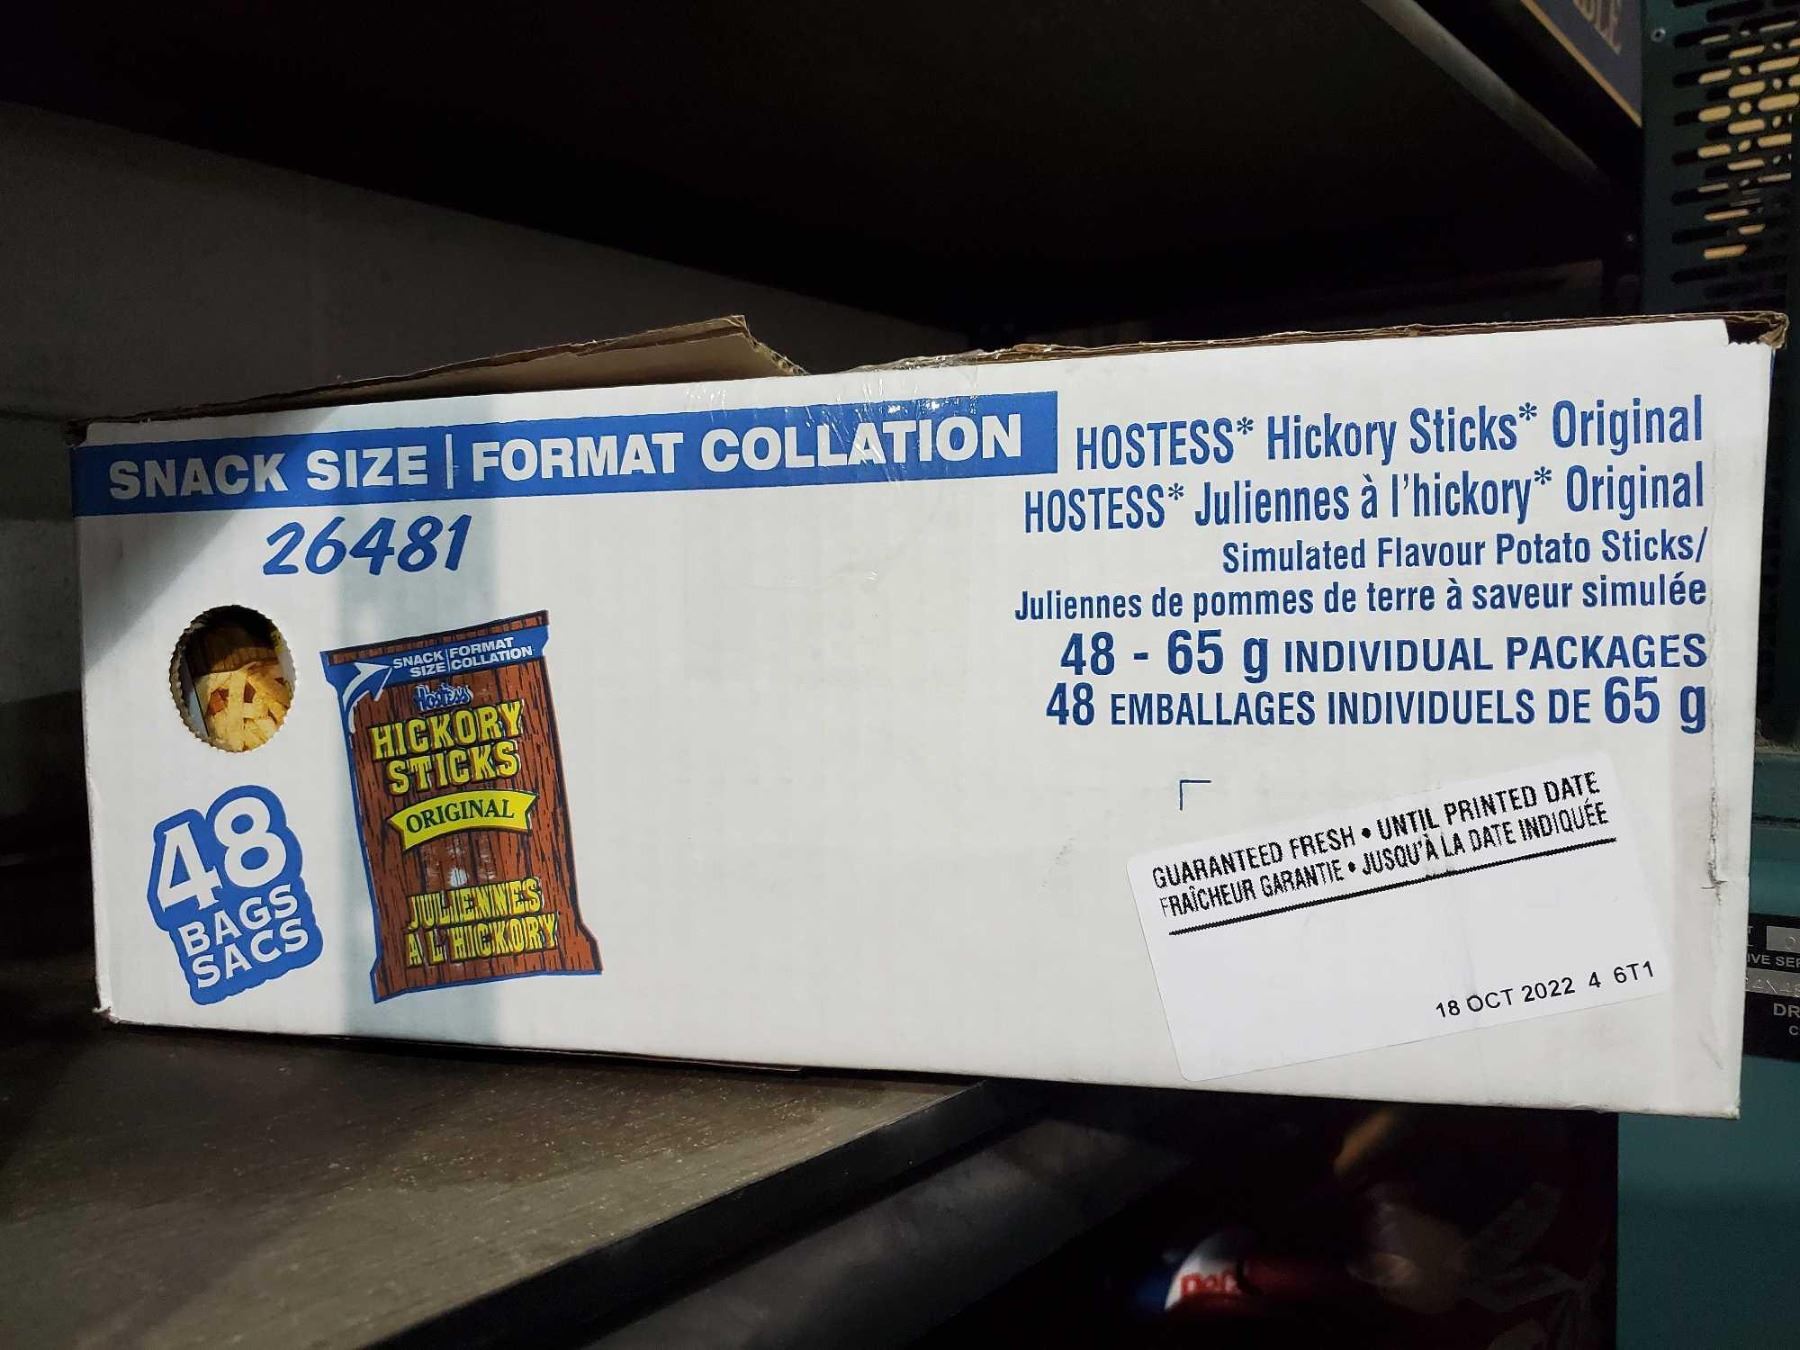 SNACK SIZE | FORMAT COLLATION
26481
HOSTESS* Hickory Sticks* Original
HOSTESS* Juliennes à l'hickory* Original
Simulated Flavour Potato Sticks/
Juliennes de pommes de terre à saveur simulée
48 - 65 g INDIVIDUAL PACKAGES
48 EMBALLAGES INDIVIDUELS DE 65 g
SNACK SIZE | FORMAT COLLATION
Hostess
HICKORY
STICKS
ORIGINAL
JULIENNES
À L'HICKORY
48
BAGS
SACS
GUARANTEED FRESH • UNTIL PRINTED DATE
FRAÎCHEUR GARANTIE • JUSQU'À LA DATE INDIQUÉE
18 OCT 2022 4 6T1